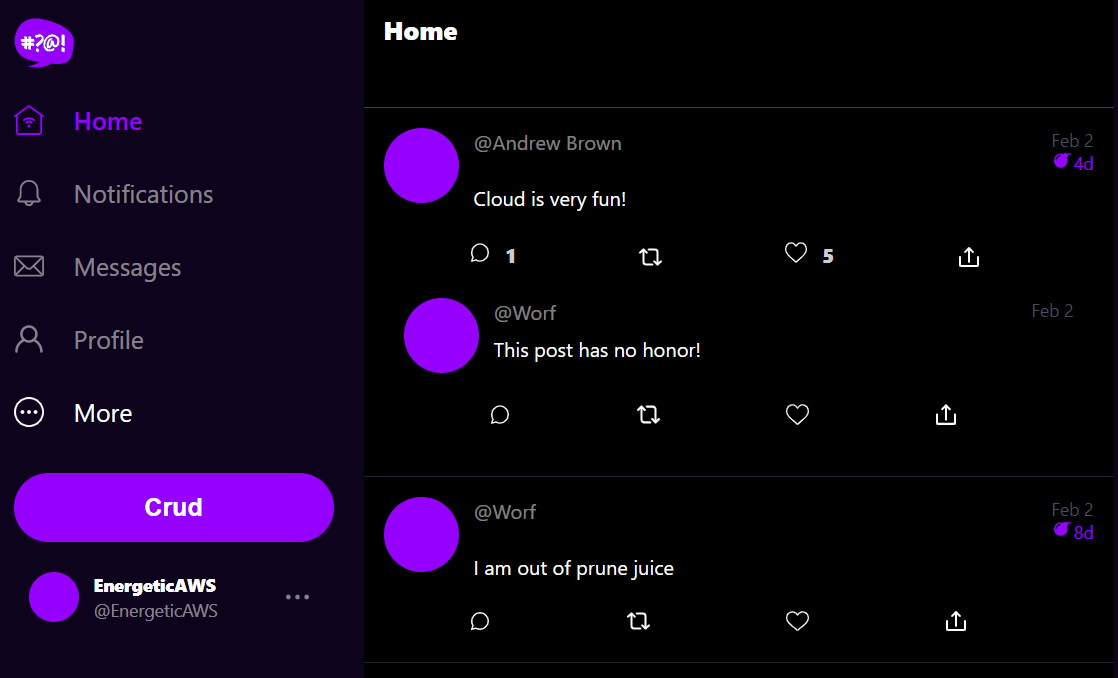 #?@!
Home
Notifications
Messages
Profile
More
Crud
EnergeticAWS
@EnergeticAWS
Home
@Andrew Brown
Feb 2
4d
Cloud is very fun!
1
5
@Worf
Feb 2
This post has no honor!
@Worf
Feb 2
8d
I am out of prune juice